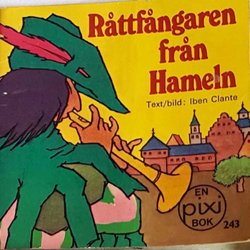 Råttfångaren
från
Hameln
Text/bild: Iben Clante
EN
pixi
BOK
243